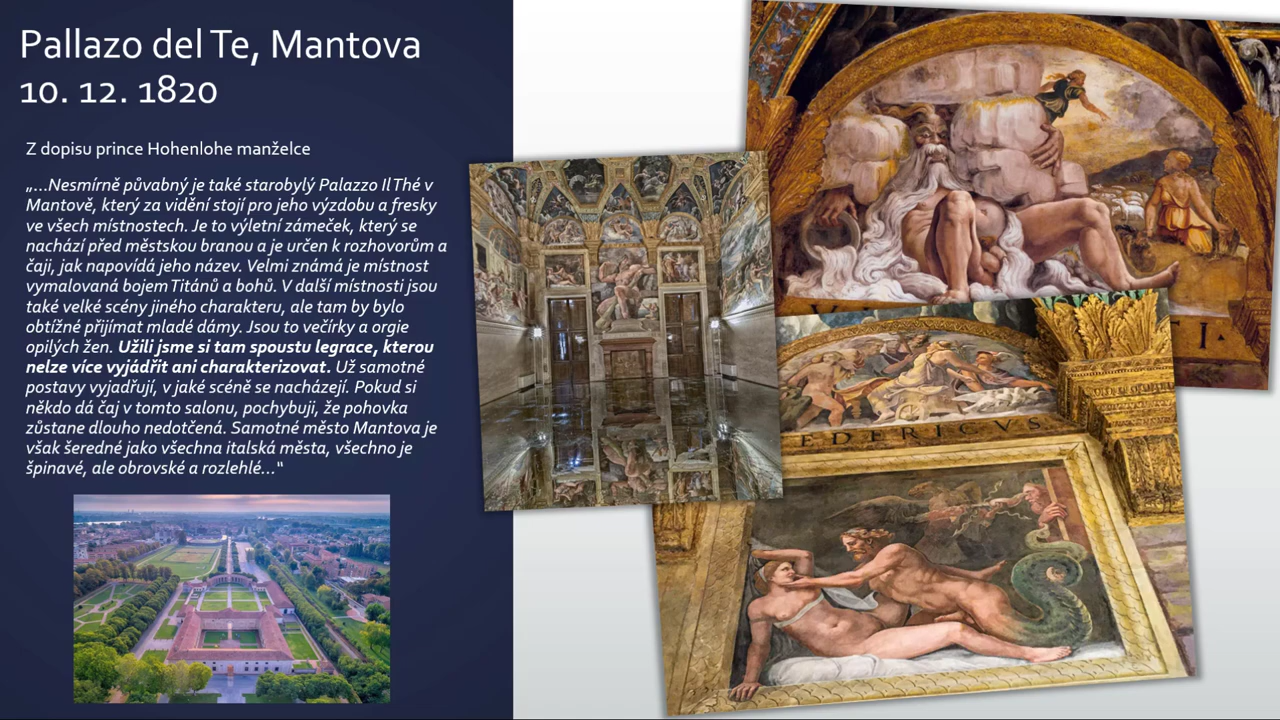 Pallazo del Te, Mantova
10. 12. 1820
Z dopisu prince Hohenlohe manželce
„...Nesmírně půvabný je také starobylý Palazzo Il Thé v
Mantově, který za vidění stojí pro jeho výzdobu a fresky
ve všech místnostech. Je to výletní zámeček, který se
nachází před městskou branou a je určen k rozhovorům a
čaji, jak napovídá jeho název. Velmi známá je místnost
vymalovaná bojem Titánů a bohů. V další místnosti jsou
také velké scény jiného charakteru, ale tam by bylo
obtížné přijímat mladé dámy. Jsou to večírky a orgie
opilých žen. Užili jsme si tam spoustu legrace, kterou
nelze více vyjádřit ani charakterizovat. Už samotné
postavy vyjadřují, v jaké scéně se nacházejí. Pokud si
někdo dá čaj v tomto salonu, pochybuji, že pohovka
zůstane dlouho nedotčená. Samotné město Mantova je
však šeredné jako všechna italská města, všechno je
špinavé, ale obrovské a rozlehlé...“
EDERICVS